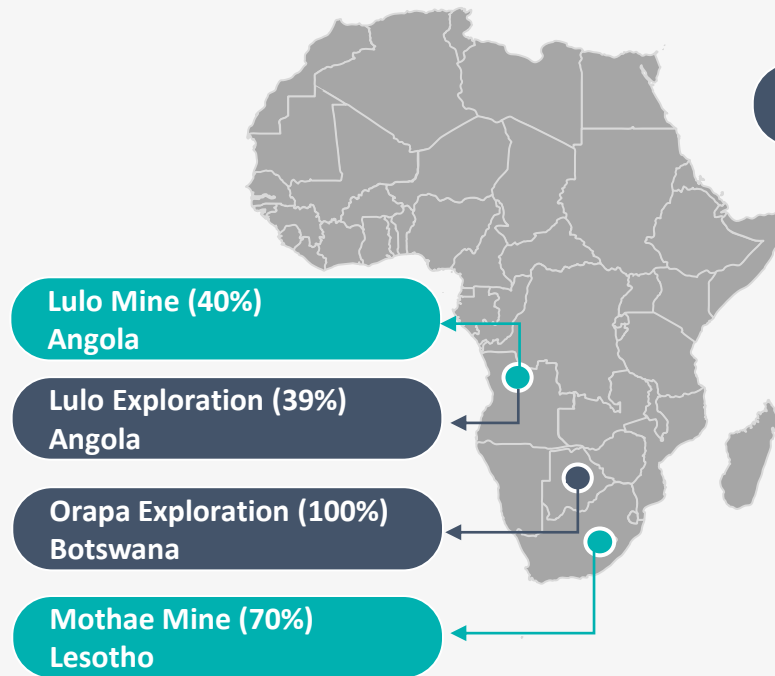 Lulo Mine (40%)
Angola
Lulo Exploration (39%)
Angola
Orapa Exploration (100%)
Botswana
Mothae Mine (70%)
Lesotho